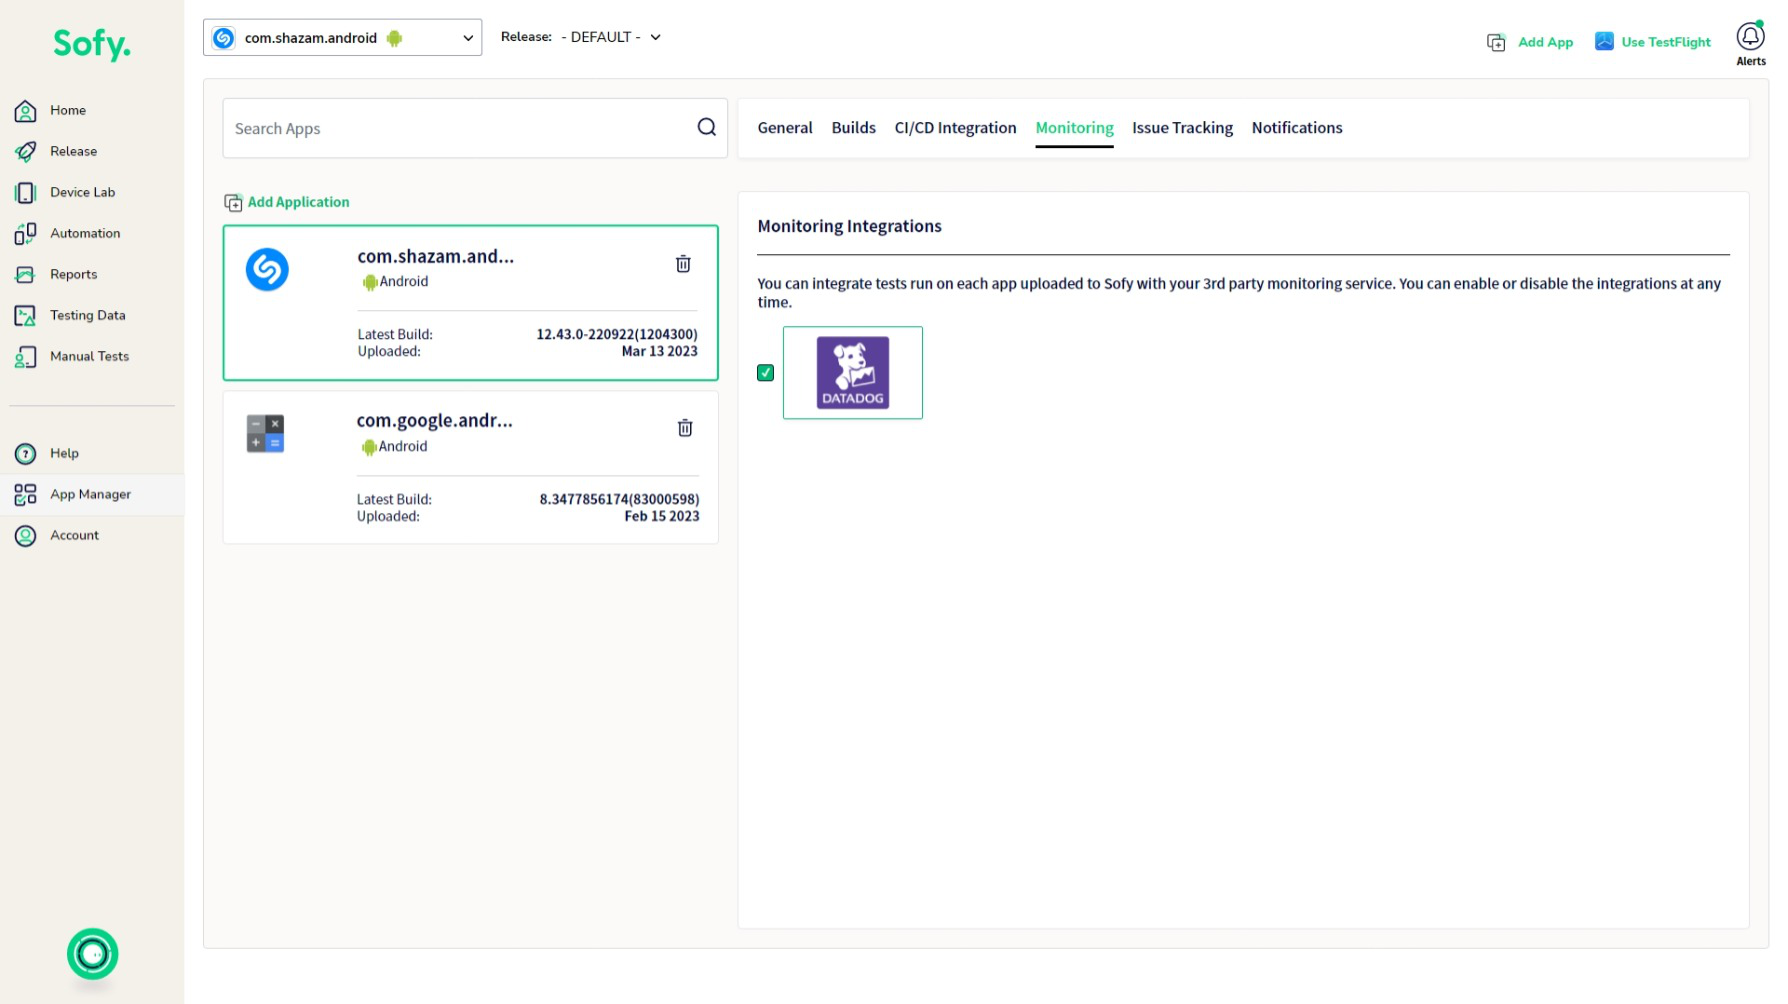 Sofy.
com.shazam.android
Release: - DEFAULT -
Add App
Use TestFlight
Alerts
Home
Release
Device Lab
Automation
Reports
Testing Data
Manual Tests
Help
App Manager
Account
Search Apps
Add Application
com.shazam.and...
Android
Latest Build: 12.43.0-220922(1204300)
Uploaded: Mar 13 2023
com.google.andr...
Android
Latest Build: 8.3477856174(83000598)
Uploaded: Feb 15 2023
General Builds CI/CD Integration Monitoring Issue Tracking Notifications
Monitoring Integrations
You can integrate tests run on each app uploaded to Sofy with your 3rd party monitoring service. You can enable or disable the integrations at any
time.
DATADOG